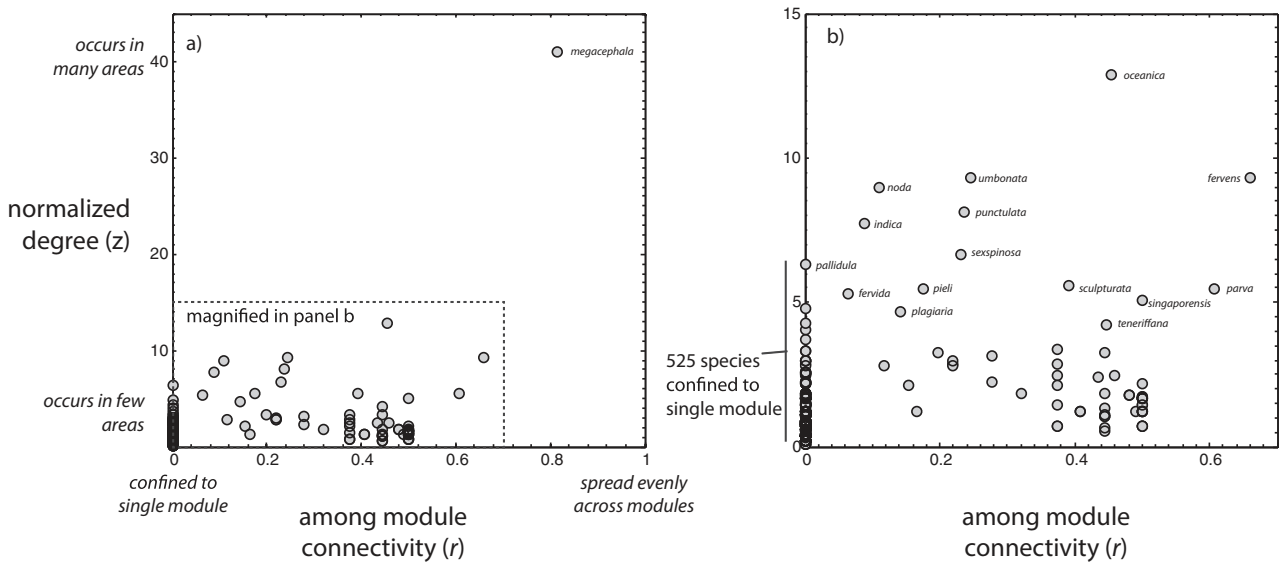 a)
occurs in
many areas
40
megacephala
30
normalized
degree (z)
20
magnified in panel b
10
occurs in few
areas
0
0
0.2
0.4
0.6
0.8
1
confined to
single module
spread evenly
across modules
among module
connectivity (r)
15
b)
oceanica
10
umbonata
fervens
noda
punctulata
indica
sexspinosa
pallidula
fervida
pieli
sculpturata
parva
5
singaporensis
plagiaria
teneriffana
525 species
confined to
single module
0
0
0.2
0.4
0.6
among module
connectivity (r)